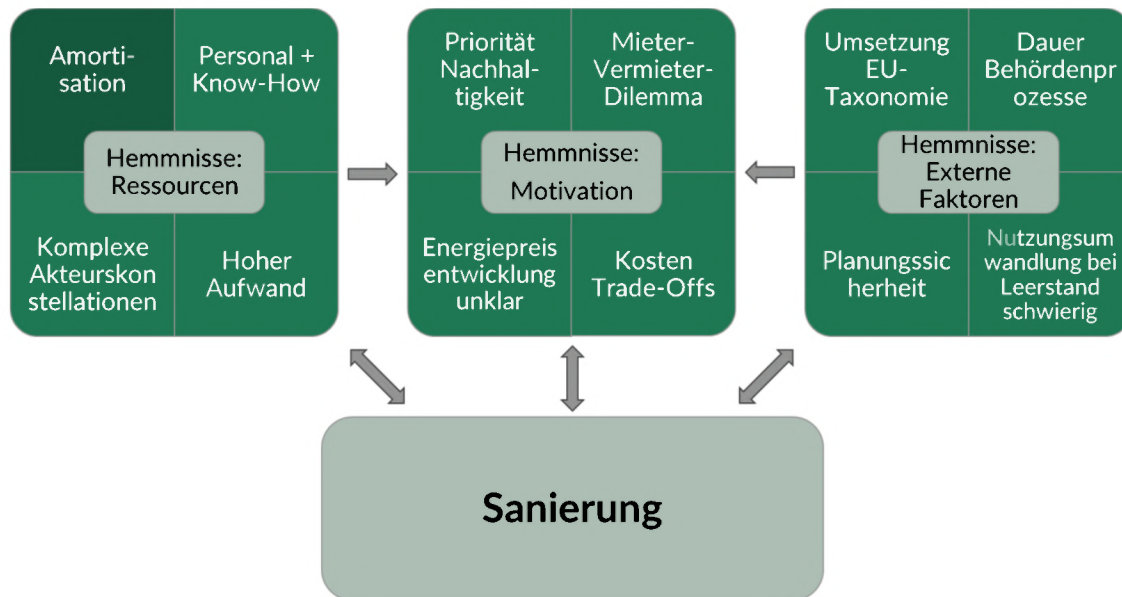 Amorti-
sation
Personal +
Know-How
Hemmnisse:
Ressourcen
Komplexe
Akteurskon
stellationen
Hoher
Aufwand
Priorität
Nachhal-
tigkeit
Mieter-
Vermieter-
Dilemma
Hemmnisse:
Motivation
Energiepreis
entwicklung
unklar
Kosten
Trade-Offs
Umsetzung
EU-
Taxonomie
Dauer
Behördenpr
ozesse
Hemmnisse:
Externe
Faktoren
Planungssic
herheit
Nutzungsum
wandlung bei
Leerstand
schwierig
Sanierung